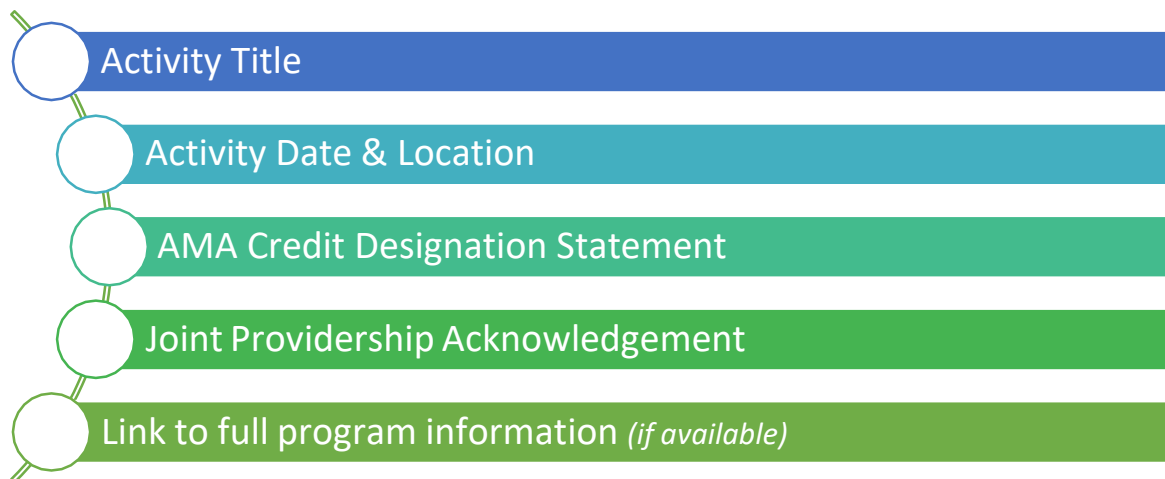 Activity Title
Activity Date & Location
AMA Credit Designation Statement
Joint Providership Acknowledgement
Link to full program information (if available)